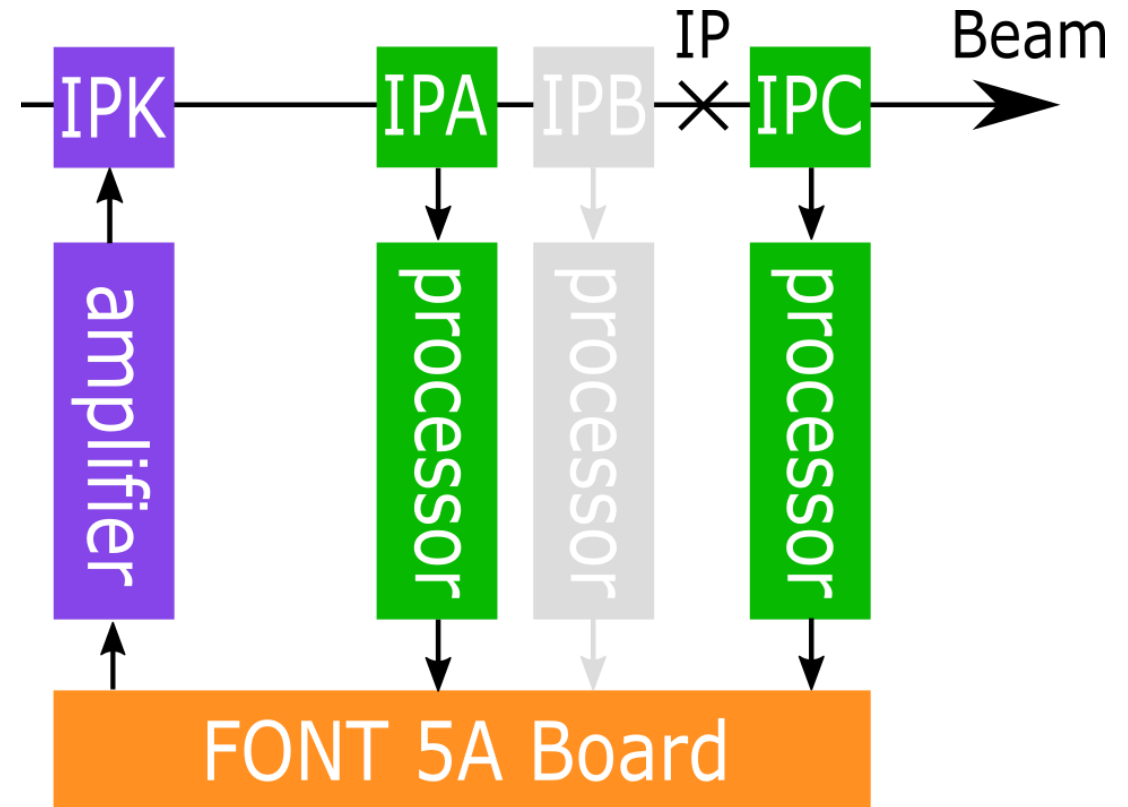 IP
Beam
IPK
IPA
IPB
IPC
amplifier
processor
processor
processor
FONT 5A Board